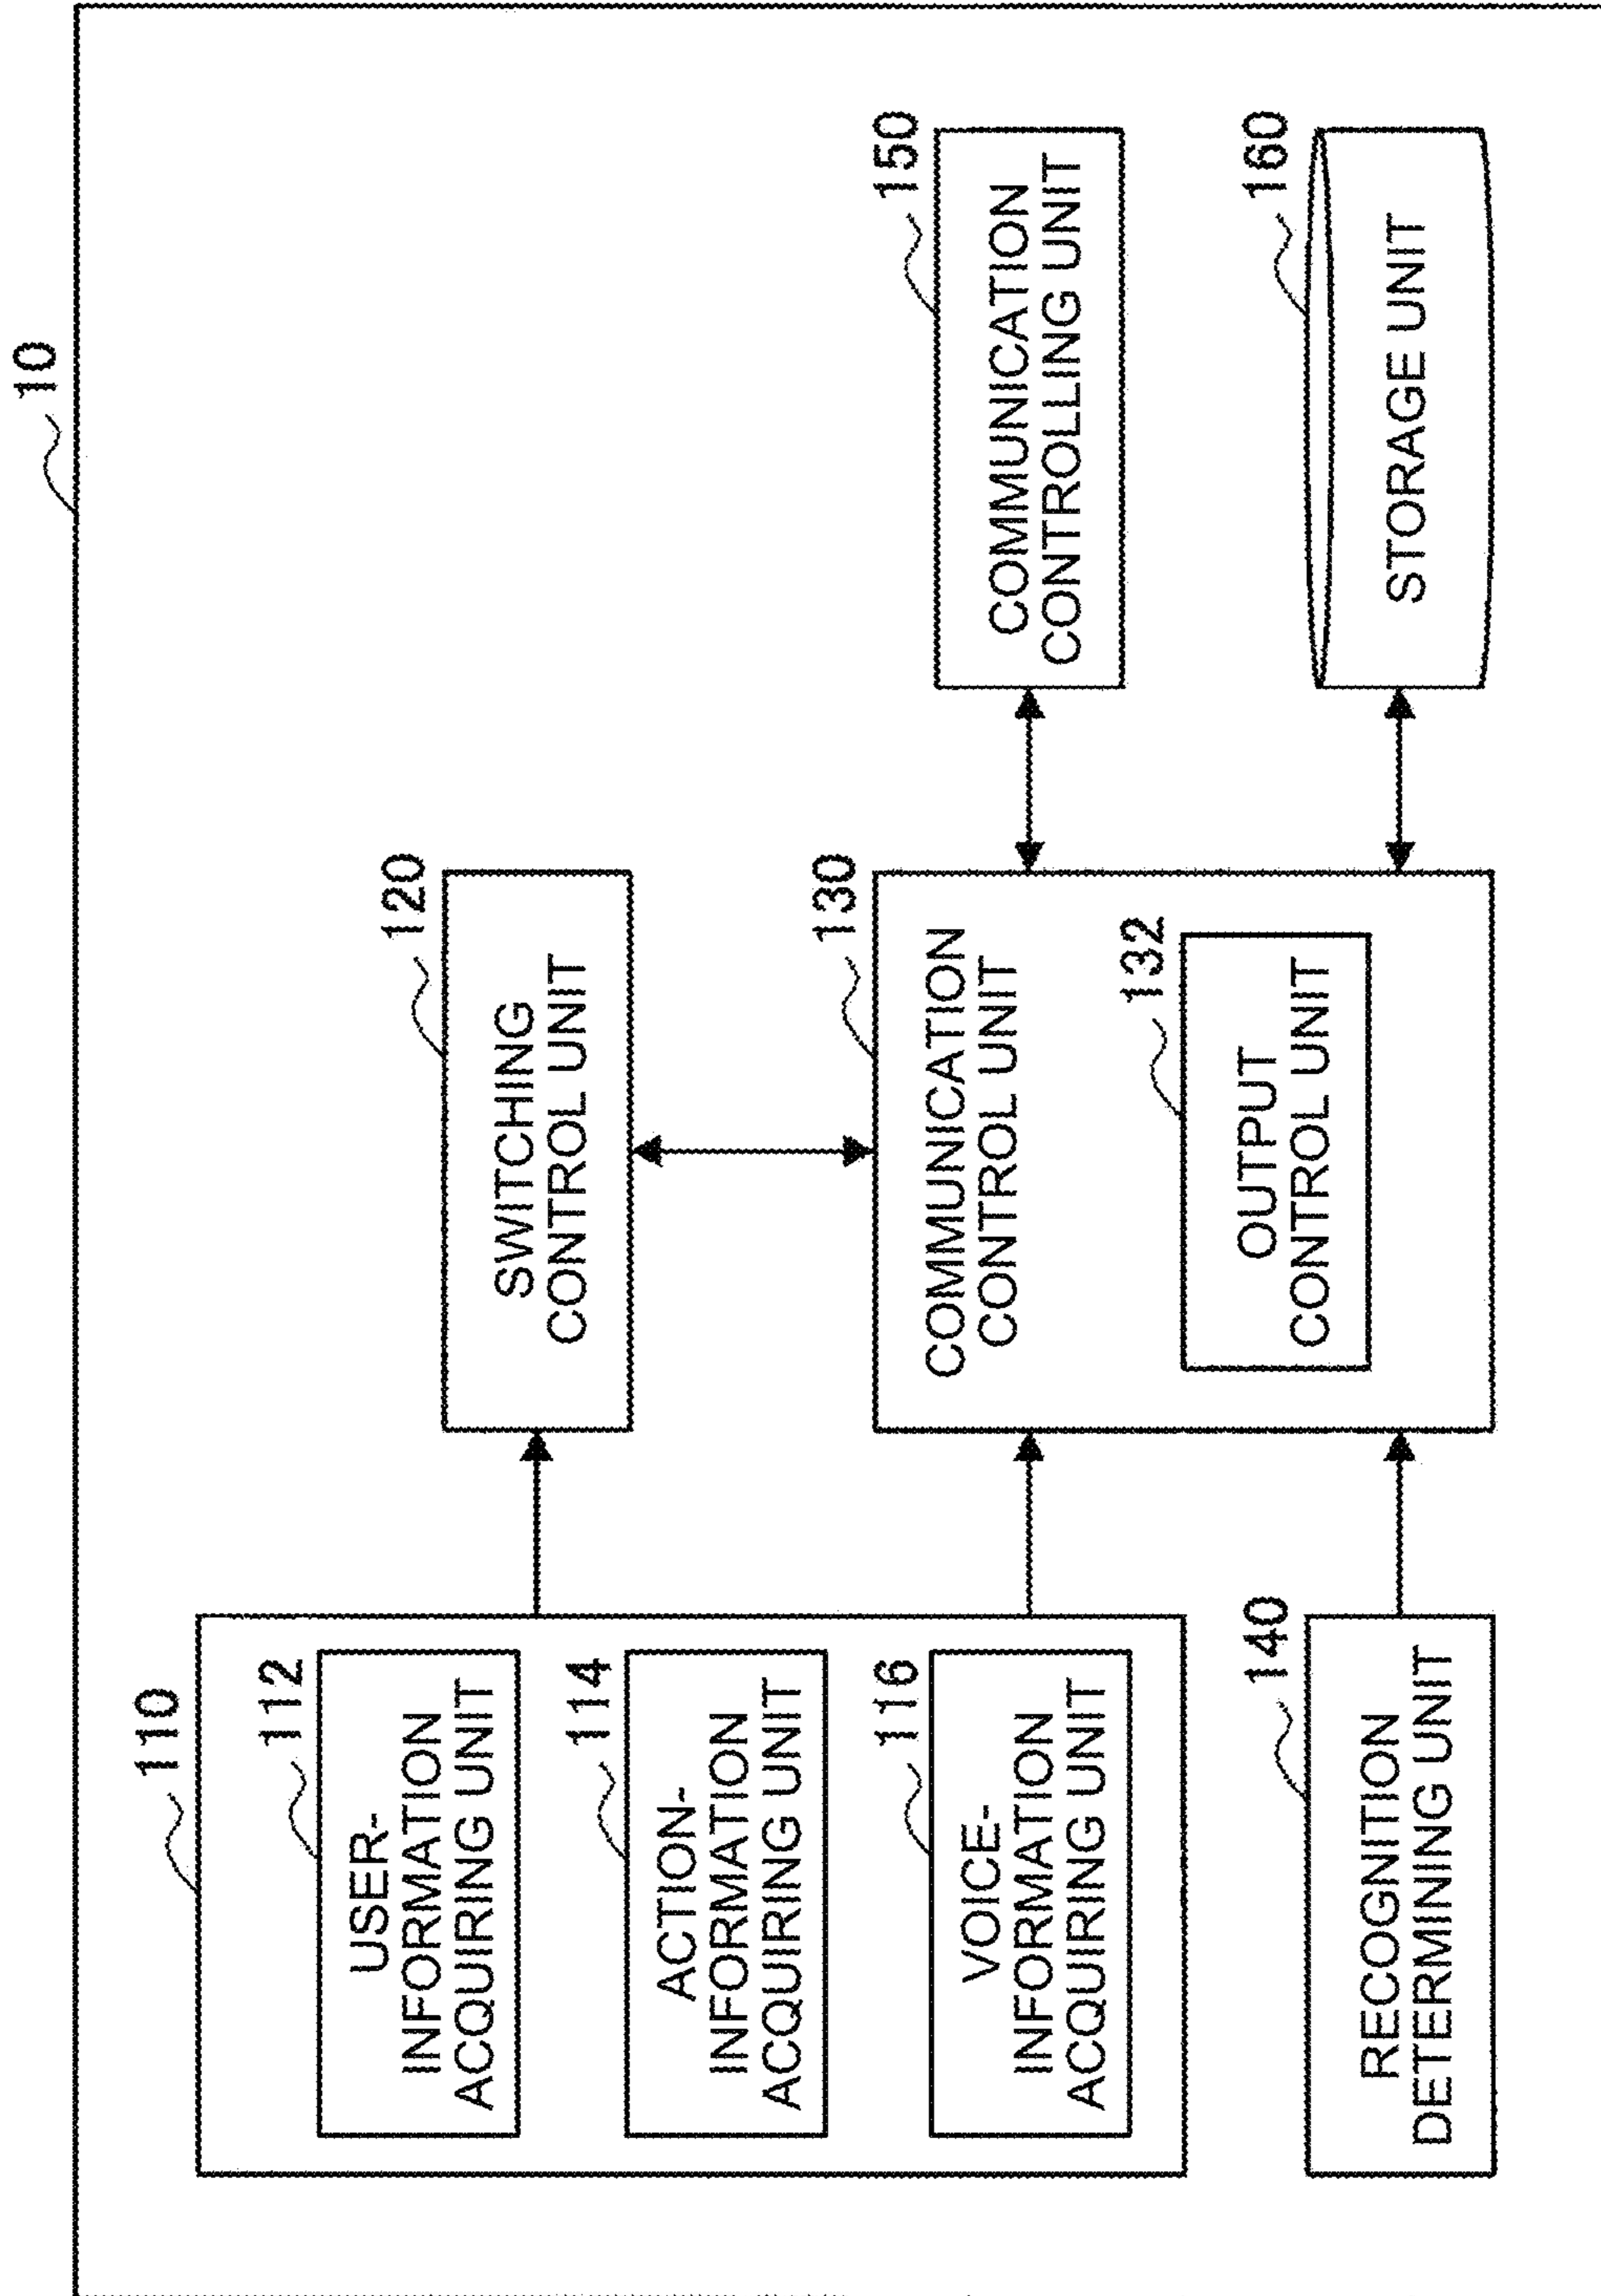 10
110
112
USER-
INFORMATION
ACQUIRING UNIT
114
ACTION-
INFORMATION
ACQUIRING UNIT
116
VOICE-
INFORMATION
ACQUIRING UNIT
140
RECOGNITION
DETERMINING UNIT
120
SWITCHING
CONTROL UNIT
130
COMMUNICATION
CONTROL UNIT
132
OUTPUT
CONTROL UNIT
150
COMMUNICATION
CONTROLLING UNIT
160
STORAGE UNIT